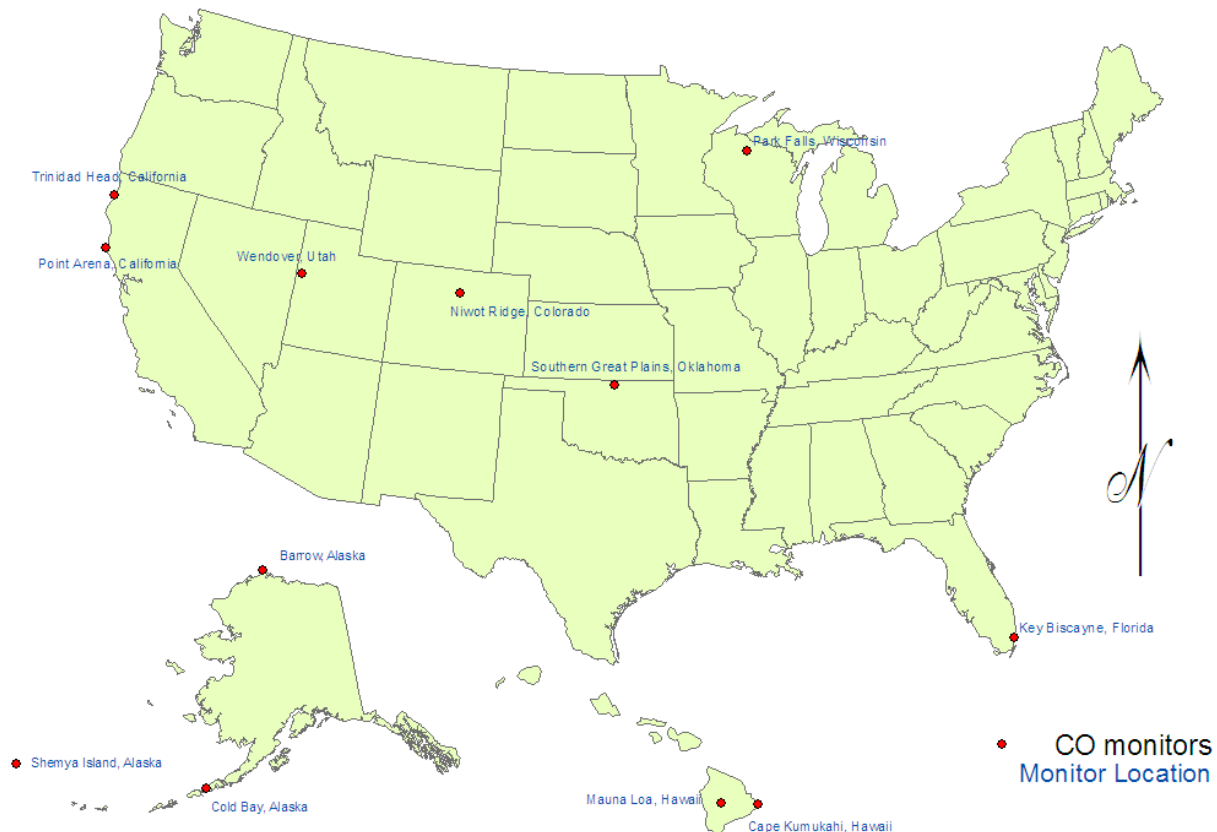 Park Falls, Wisconsin
Trinidad Head, California
Wendover, Utah
Point Arena, California
Niwot Ridge, Colorado
Southern Great Plains, Oklahoma
N
Barrow, Alaska
Key Biscayne, Florida
CO monitors
Monitor Location
Shemya Island, Alaska
Cold Bay, Alaska
Mauna Loa, Hawaii
Cape Kumukahi, Hawaii